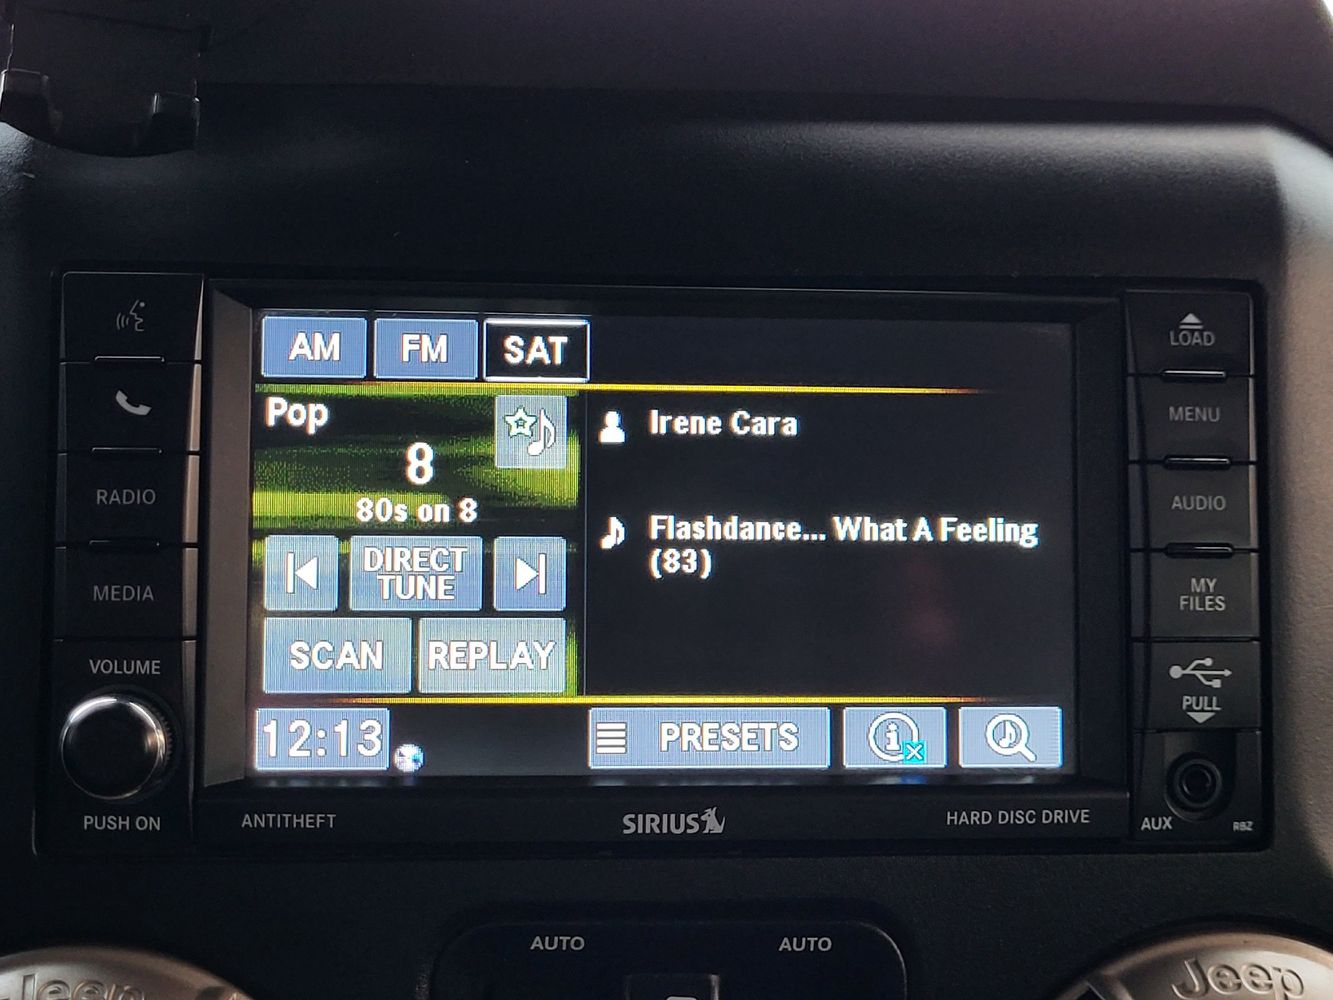 AM FM SAT
Pop
8
80s on 8
DIRECT
TUNE
SCAN REPLAY
Irene Cara
Flashdance... What A Feeling
(83)
12:13 PRESETS
RADIO
MEDIA
VOLUME
PUSH ON
LOAD
MENU
AUDIO
MY
FILES
PULL
AUX RBZ
ANTITHEFT SIRIUS HARD DISC DRIVE
AUTO AUTO
Jeep Jeep